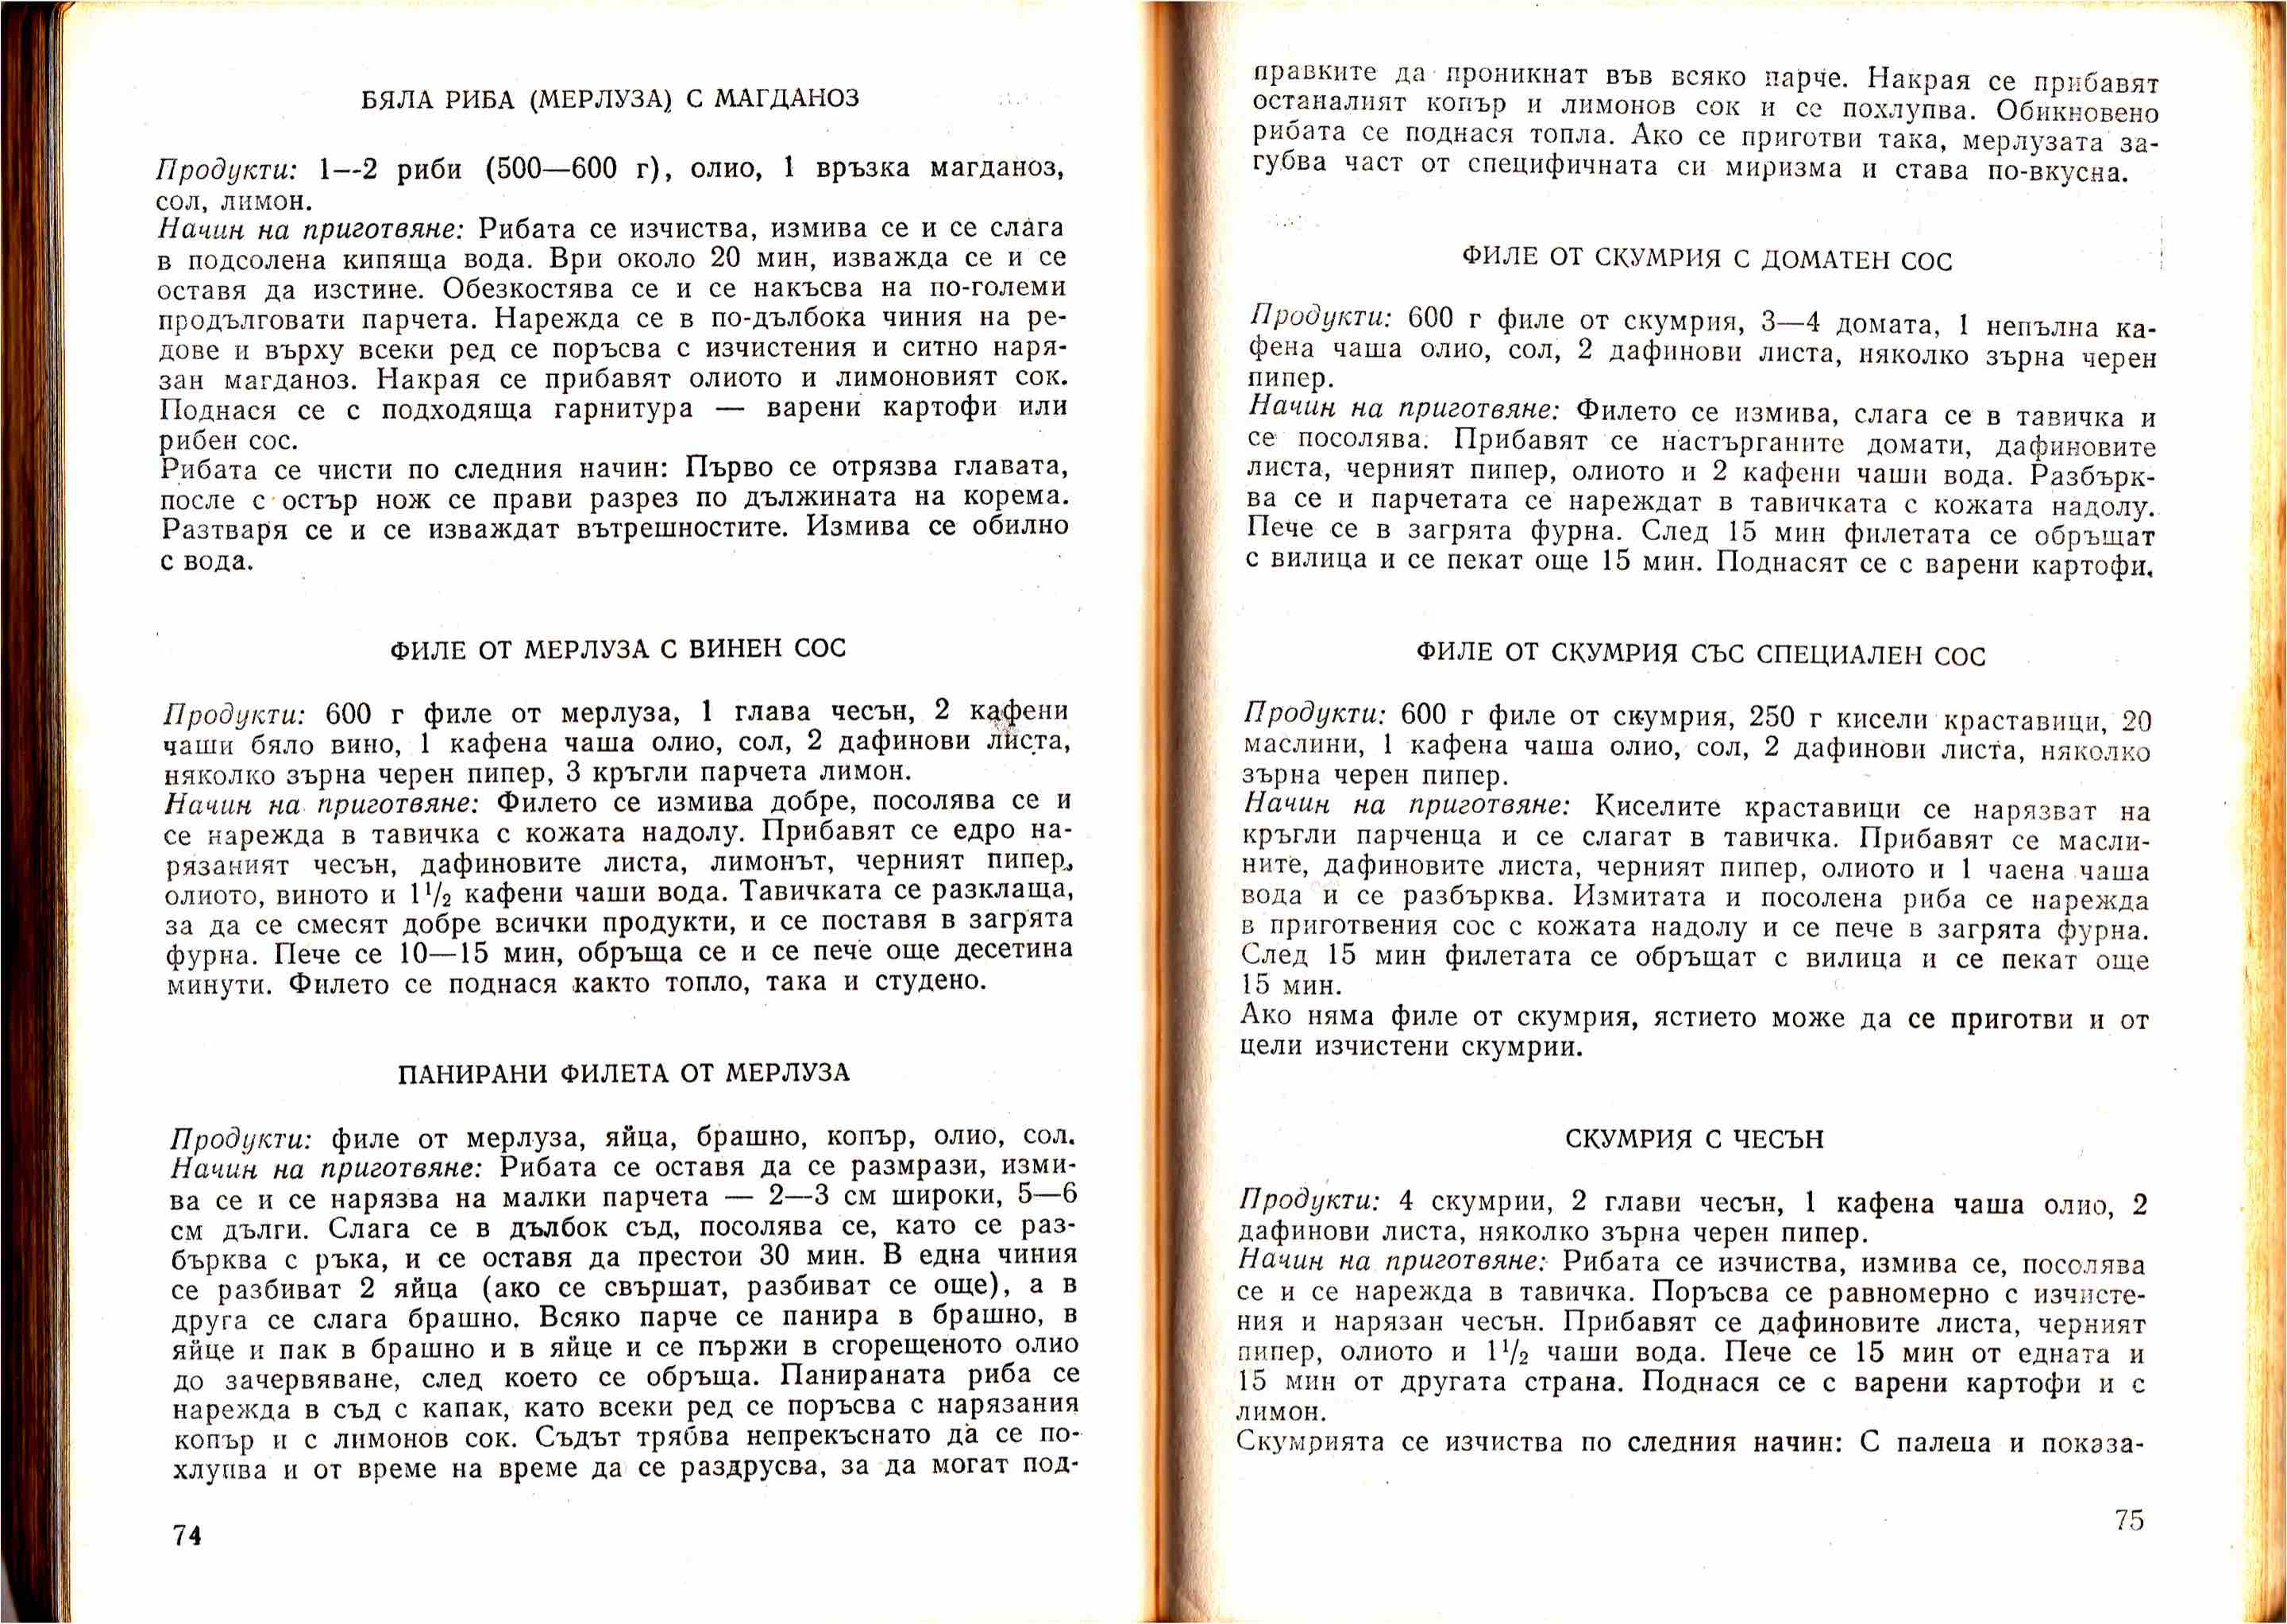 БЯЛА РИБА (МЕРЛУЗА) С МАГДАНОЗ
Продукти: 1—2 риби (500—600 г), олио, 1 връзка магданоз,
сол, лимон.
Начин на приготвяне: Рибата се изчиства, измива се и се слага
в подсолена кипяща вода. Ври около 20 мин, изважда се и се
оставя да изстине. Обезкостява се и се накъсва на по-големи
продълговати парчета. Нарежда се в по-дълбока чиния на ре-
дове и върху всеки ред се поръсва с изчистения и ситно наря-
зан магданоз. Накрая се прибавят олиото и лимоновият сок.
Поднася се с подходяща гарнитура — варени картофи или
рибен сос.
Рибата се чисти по следния начин: Първо се отрязва главата,
после с остър нож се прави разрез по дължината на корема.
Разтваря се и се изваждат вътрешностите. Измива се обилно
с вода.
ФИЛЕ ОТ МЕРЛУЗА С ВИНЕН СОС
Продукти: 600 г филе от мерлуза, 1 глава чесън, 2 кафени
чаши бяло вино, 1 кафена чаша олио, сол, 2 дафинови листа,
няколко зърна черен пипер, 3 кръгли парчета лимон.
Начин на приготвяне: Филето се измива добре, посолява се и
се нарежда в тавичка с кожата надолу. Прибавят се едро на-
рязаният чесън, дафиновите листа, лимонът, черният пипер,
олиото, виното и 1½ кафени чаши вода. Тавичката се разклаща,
за да се смесят добре всички продукти, и се поставя в загрята
фурна. Пече се 10—15 мин, обръща се и се пече още десетина
минути. Филето се поднася както топло, така и студено.
ПАНИРАНИ ФИЛЕТА ОТ МЕРЛУЗА
Продукти: филе от мерлуза, яйца, брашно, копър, олио, сол.
Начин на приготвяне: Рибата се оставя да се размрази, изми-
ва се и се нарязва на малки парчета — 2—3 см широки, 5—6
см дълги. Слага се в дълбок съд, посолява се, като се раз-
бърква с ръка, и се оставя да престои 30 мин. В една чиния
се разбиват 2 яйца (ако се свършат, разбиват се още), а в
друга се слага брашно. Всяко парче се панира в брашно, в
яйце и пак в брашно и в яйце и се пържи в сгорещеното олио
до зачервяване, след което се обръща. Панираната риба се
нарежда в съд с капак, като всеки ред се поръсва с нарязания
копър и с лимонов сок. Съдът трябва непрекъснато да се по-
хлупва и от време на време да се раздрусва, за да могат под-
74
правките да проникнат във всяко парче. Накрая се прибавят
останалият копър и лимонов сок и се похлупва. Обикновено
рибата се поднася топла. Ако се приготви така, мерлузата за-
губва част от специфичната си миризма и става по-вкусна.
ФИЛЕ ОТ СКУМРИЯ С ДОМАТЕН СОС
Продукти: 600 г филе от скумрия, 3—4 домата, 1 непълна ка-
фена чаша олио, сол, 2 дафинови листа, няколко зърна черен
пипер.
Начин на приготвяне: Филето се измива, слага се в тавичка и
се посолява. Прибавят се настърганите домати, дафиновите
листа, черният пипер, олиото и 2 кафени чаши вода. Разбърк-
ва се и парчетата се нареждат в тавичката с кожата надолу.
Пече се в загрята фурна. След 15 мин филетата се обръщат
с вилица и се пекат още 15 мин. Поднасят се с варени картофи.
ФИЛЕ ОТ СКУМРИЯ СЪС СПЕЦИАЛЕН СОС
Продукти: 600 г филе от скумрия, 250 г кисели краставици, 20
маслини, 1 кафена чаша олио, сол, 2 дафинови листа, няколко
зърна черен пипер.
Начин на приготвяне: Киселите краставици се нарязват на
кръгли парченца и се слагат в тавичка. Прибавят се масли-
ните, дафиновите листа, черният пипер, олиото и 1 чаена чаша
вода и се разбърква. Измитата и посолена риба се нарежда
в приготвения сос с кожата надолу и се пече в загрята фурна.
След 15 мин филетата се обръщат с вилица и се пекат още
15 мин.
Ако няма филе от скумрия, ястието може да се приготви и от
цели изчистени скумрии.
СКУМРИЯ С ЧЕСЪН
Продукти: 4 скумрии, 2 глави чесън, 1 кафена чаша олио, 2
дафинови листа, няколко зърна черен пипер.
Начин на приготвяне: Рибата се изчиства, измива се, посолява
се и се нарежда в тавичка. Поръсва се равномерно с изчисте-
ния и нарязан чесън. Прибавят се дафиновите листа, черният
пипер, олиото и 1½ чаши вода. Пече се 15 мин от едната и
15 мин от другата страна. Поднася се с варени картофи и с
лимон.
Скумрията се изчиства по следния начин: С палеца и показа-
75